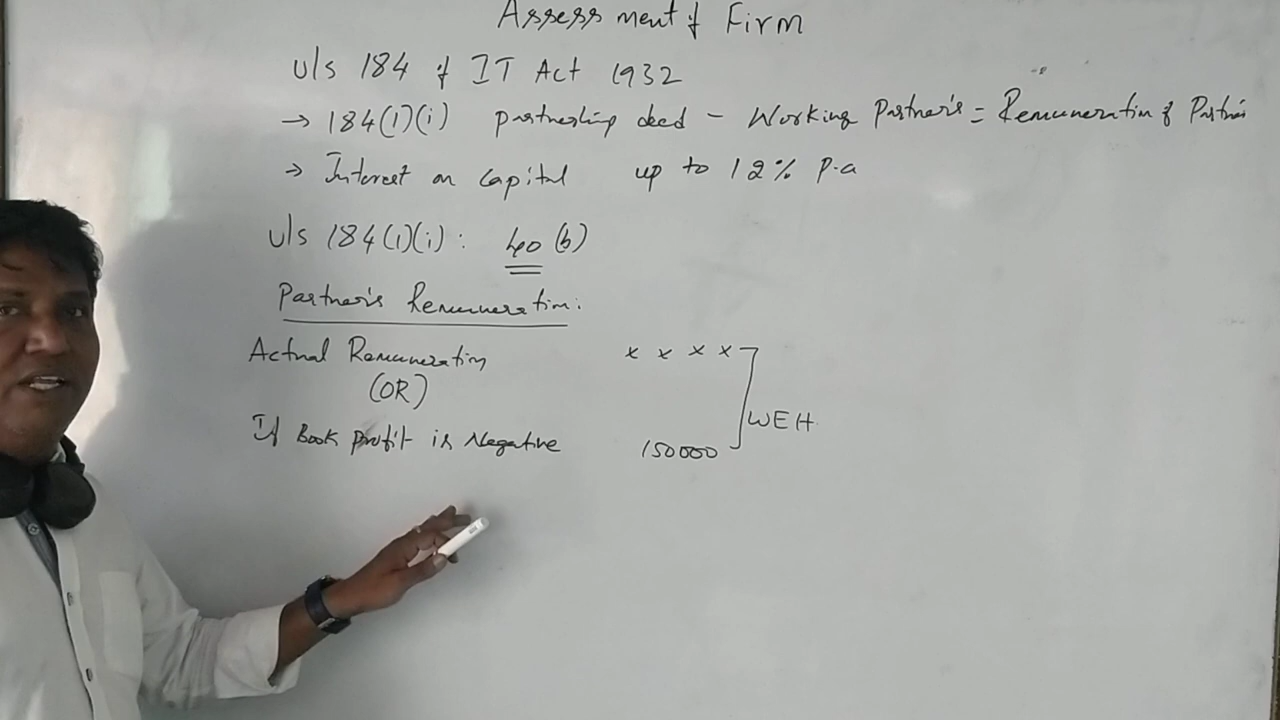 Assessment of Firm
u/s 184 of IT Act 1932
→ 184(1)(i) partnership deed - Working Partner's = Remuneration of Partner's
→ Interest on capital up to 12% P.a
u/s 184(1)(i) : 40(b)
Partner's Remuneration:
Actual Remuneration x x x x
(OR)
WEH
If Book profit is Negative 150000